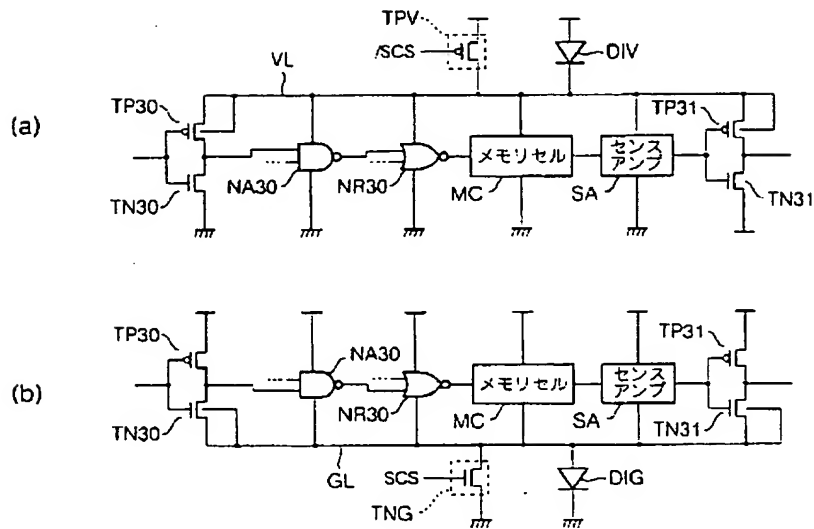 (a)
TPV
/SCS
DIV
VL
TP30
TN30
NA30
NR30
メモリセル
MC
センス
アンプ
SA
TP31
TN31
(b)
TP30
TN30
NA30
NR30
メモリセル
MC
センス
アンプ
SA
TP31
TN31
GL
SCS
TNG
DIG